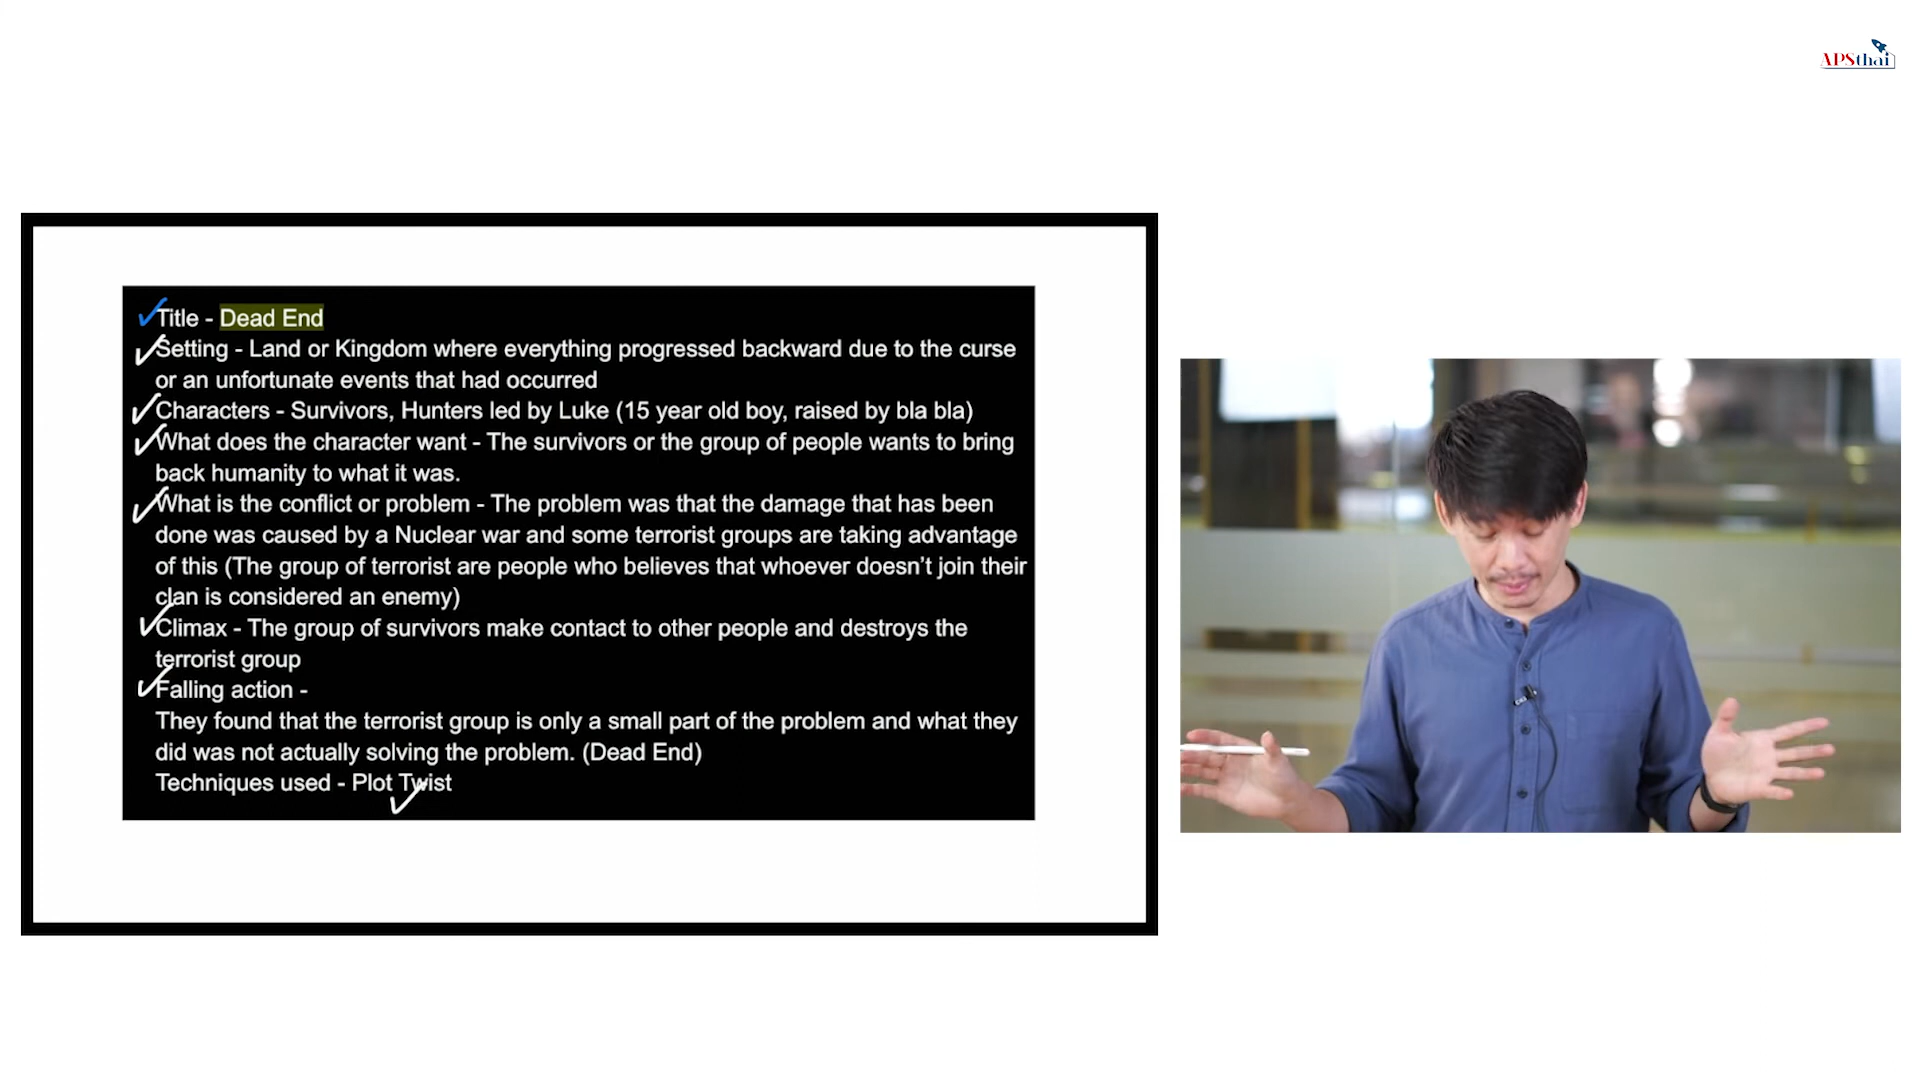 APSthai
Title - Dead End
Setting - Land or Kingdom where everything progressed backward due to the curse
or an unfortunate events that had occurred
Characters - Survivors, Hunters led by Luke (15 year old boy, raised by bla bla)
What does the character want - The survivors or the group of people wants to bring
back humanity to what it was.
What is the conflict or problem - The problem was that the damage that has been
done was caused by a Nuclear war and some terrorist groups are taking advantage
of this (The group of terrorist are people who believes that whoever doesn't join their
clan is considered an enemy)
Climax - The group of survivors make contact to other people and destroys the
terrorist group
Falling action -
They found that the terrorist group is only a small part of the problem and what they
did was not actually solving the problem. (Dead End)
Techniques used - Plot Twist